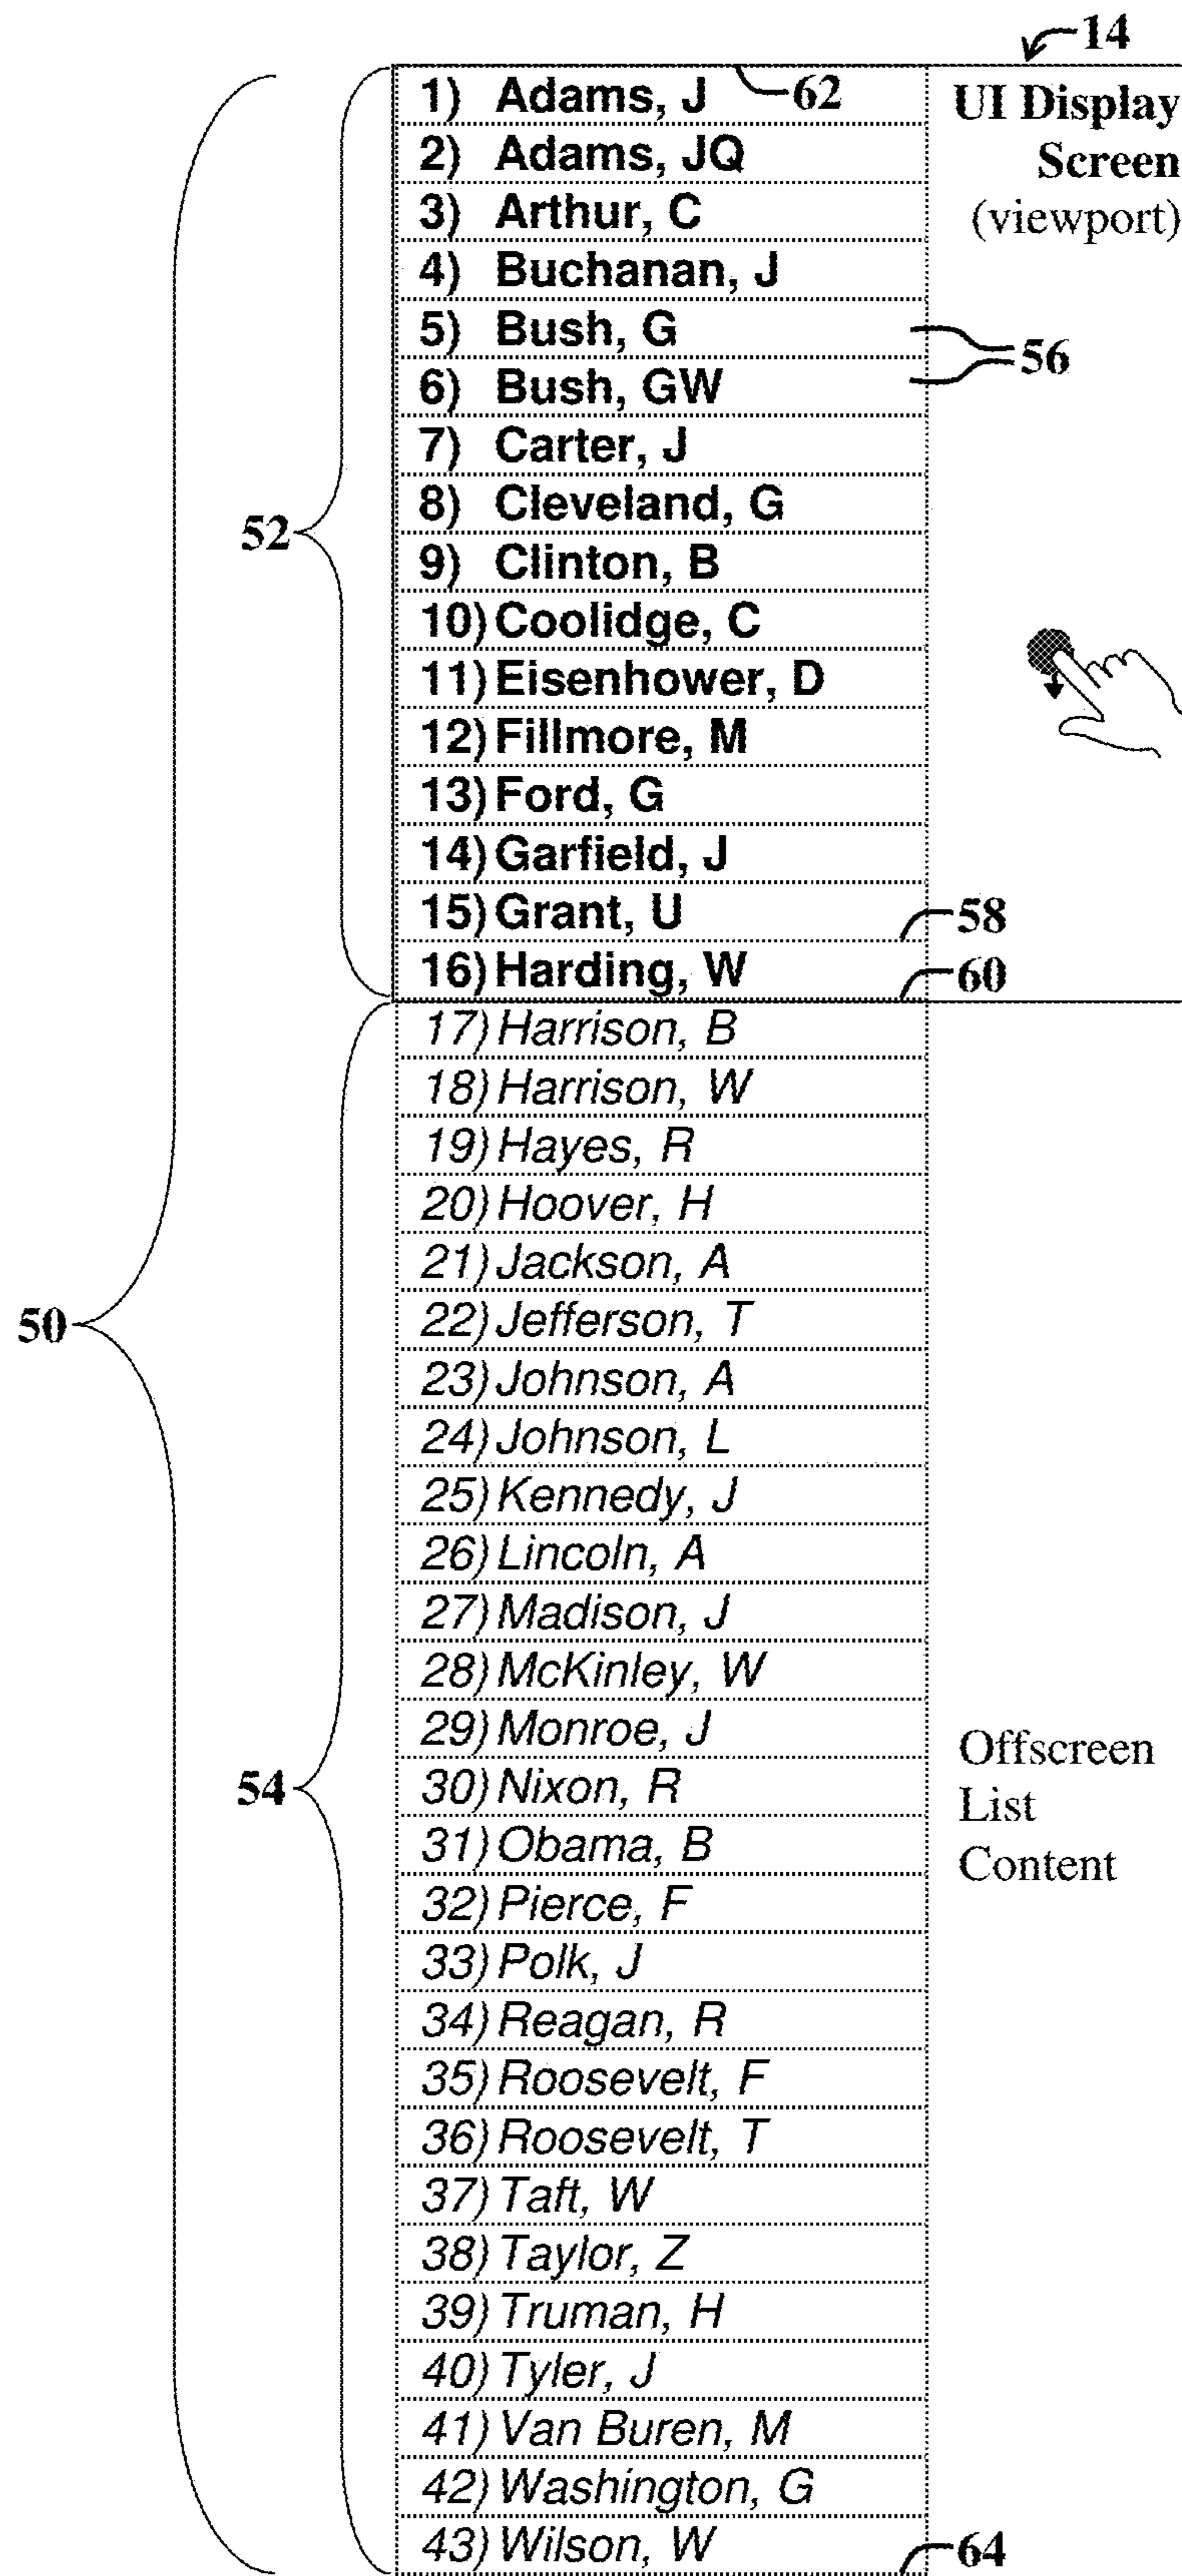 14
1) Adams, J
62
UI Display
Screen
(viewport)
2) Adams, JQ
3) Arthur, C
4) Buchanan, J
5) Bush, G
56
6) Bush, GW
7) Carter, J
8) Cleveland, G
52
9) Clinton, B
10) Coolidge, C
11) Eisenhower, D
12) Fillmore, M
13) Ford, G
14) Garfield, J
15) Grant, U
58
16) Harding, W
60
17) Harrison, B
18) Harrison, W
19) Hayes, R
20) Hoover, H
21) Jackson, A
22) Jefferson, T
50
23) Johnson, A
24) Johnson, L
25) Kennedy, J
26) Lincoln, A
27) Madison, J
28) McKinley, W
29) Monroe, J
54
30) Nixon, R
31) Obama, B
Offscreen
List
Content
32) Pierce, F
33) Polk, J
34) Reagan, R
35) Roosevelt, F
36) Roosevelt, T
37) Taft, W
38) Taylor, Z
39) Truman, H
40) Tyler, J
41) Van Buren, M
42) Washington, G
43) Wilson, W
64